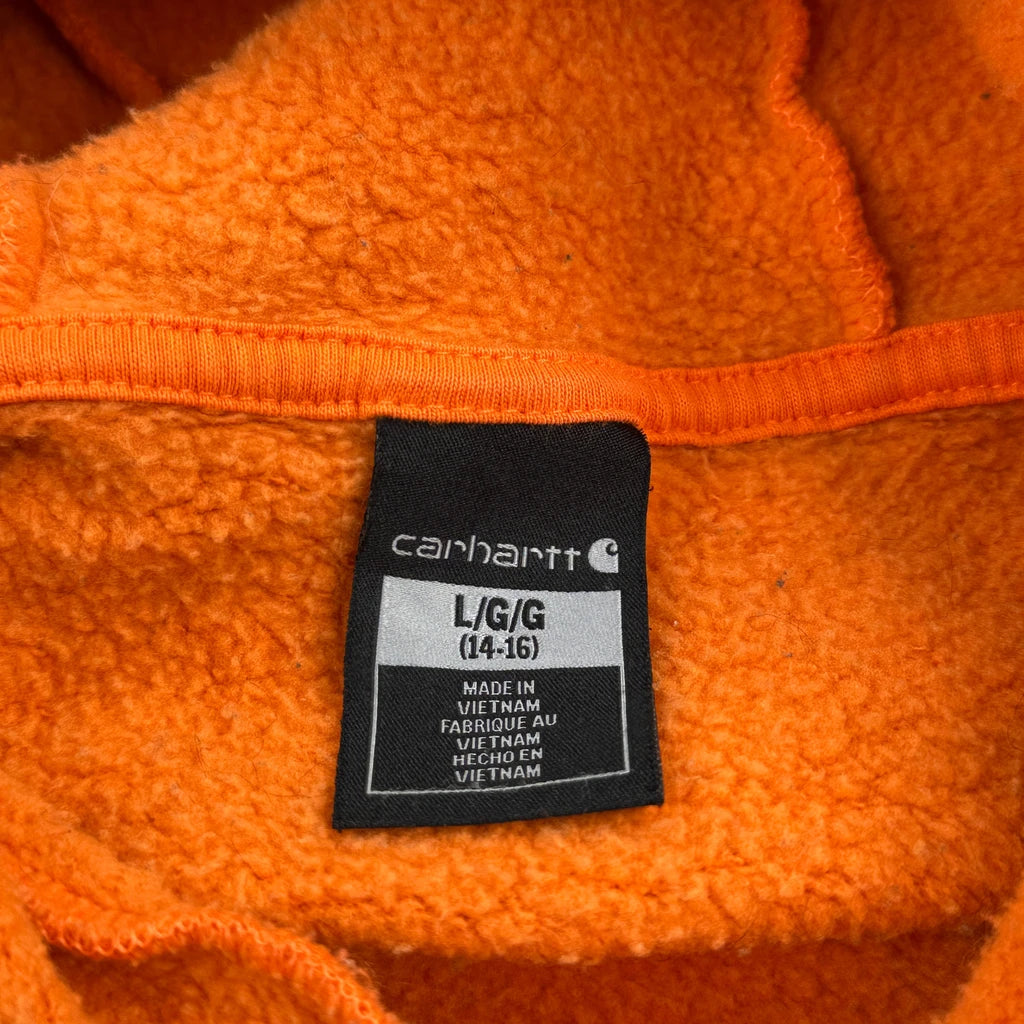 carhartt
L/G/G
(14-16)
MADE IN
VIETNAM
FABRIQUE AU
VIETNAM
HECHO EN
VIETNAM